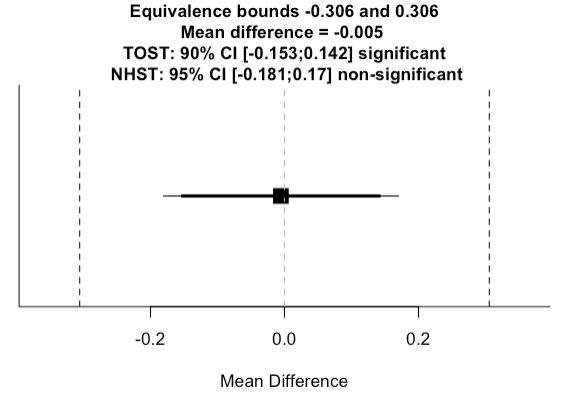 Equivalence bounds -0.306 and 0.306
Mean difference = -0.005
TOST: 90% CI [-0.153;0.142] significant
NHST: 95% CI [-0.181;0.17] non-significant
-0.2 0.0 0.2
Mean Difference